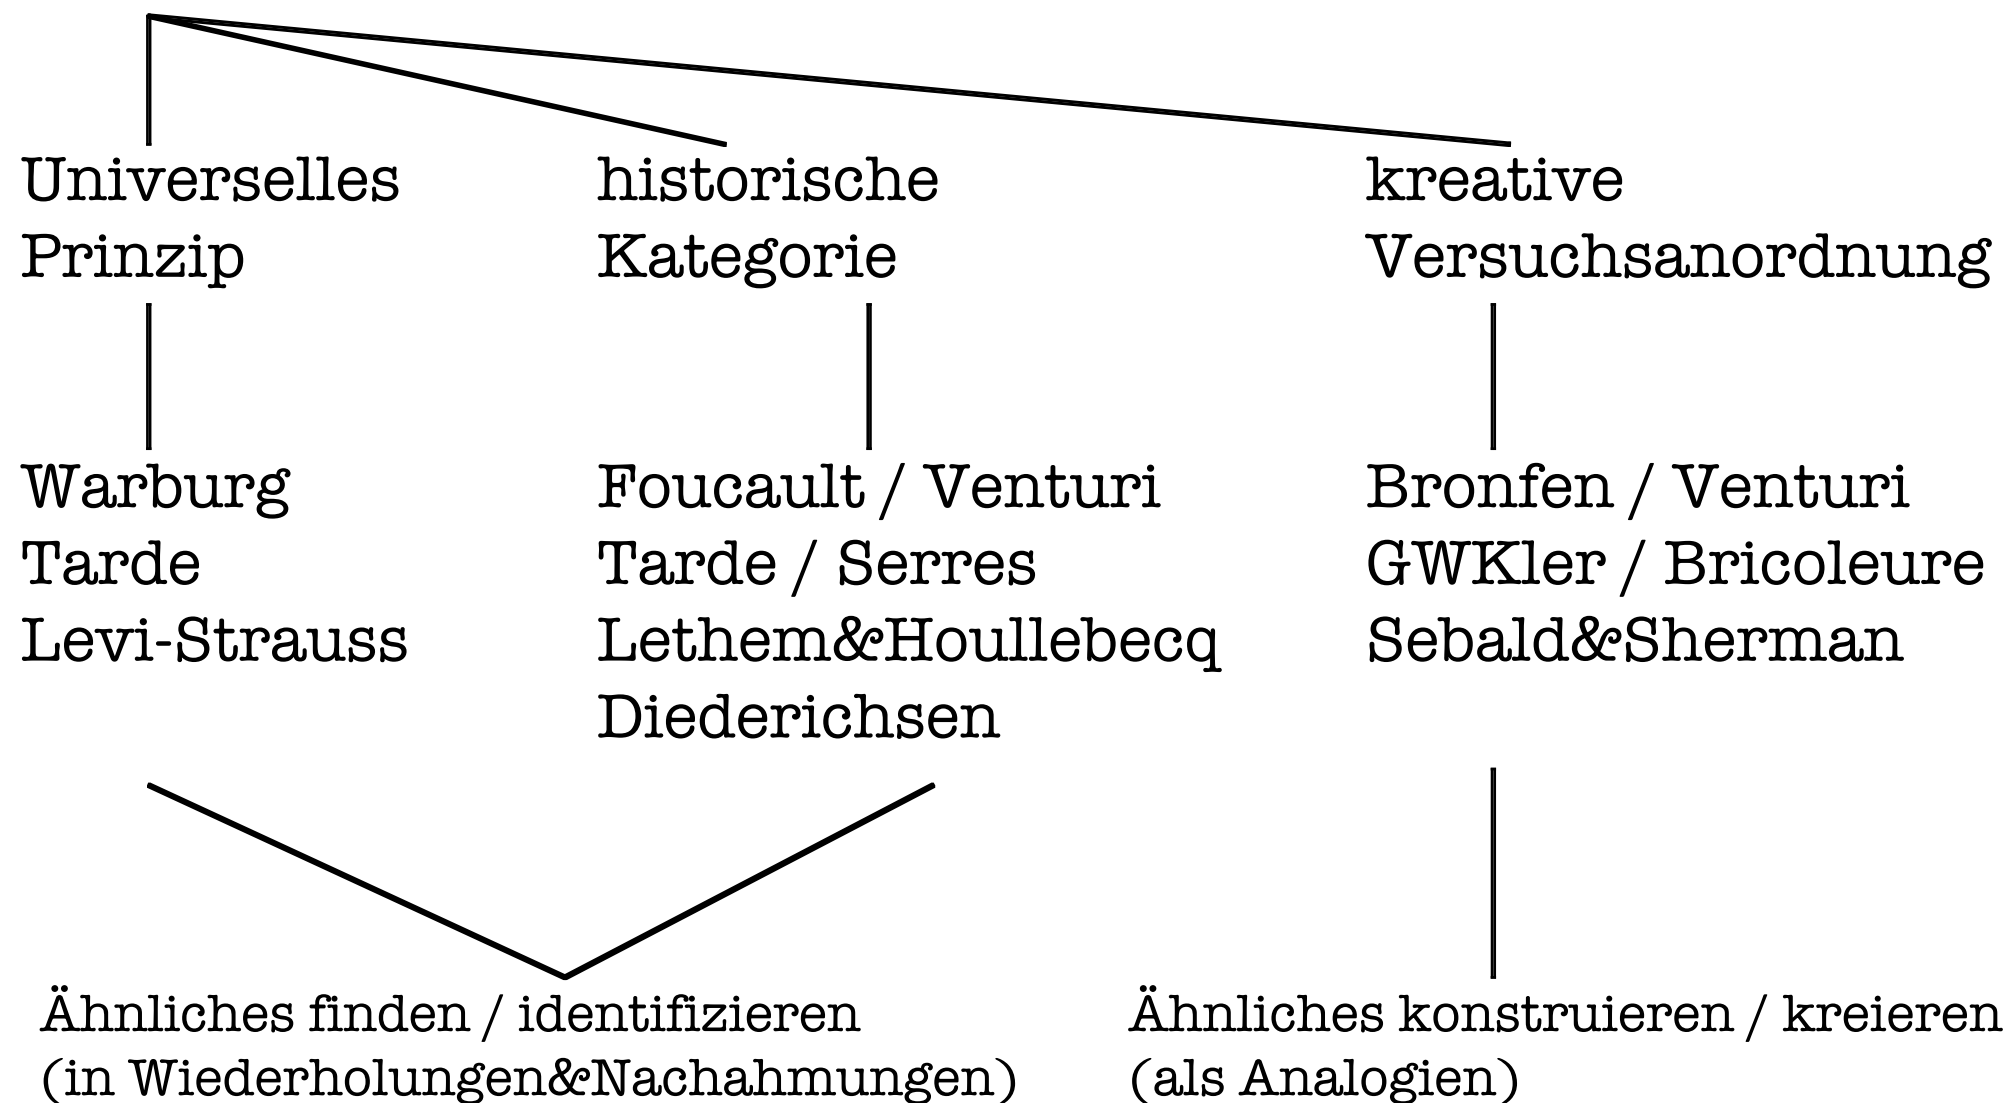 Universelles
Prinzip
historische
Kategorie
kreative
Versuchsanordnung
Warburg
Tarde
Levi-Strauss
Foucault / Venturi
Tarde / Serres
Lethem&Houllebecq
Diederichsen
Bronfen / Venturi
GWKler / Bricoleure
Sebald&Sherman
Ähnliches finden / identifizieren
(in Wiederholungen&Nachahmungen)
Ähnliches konstruieren / kreieren
(als Analogien)